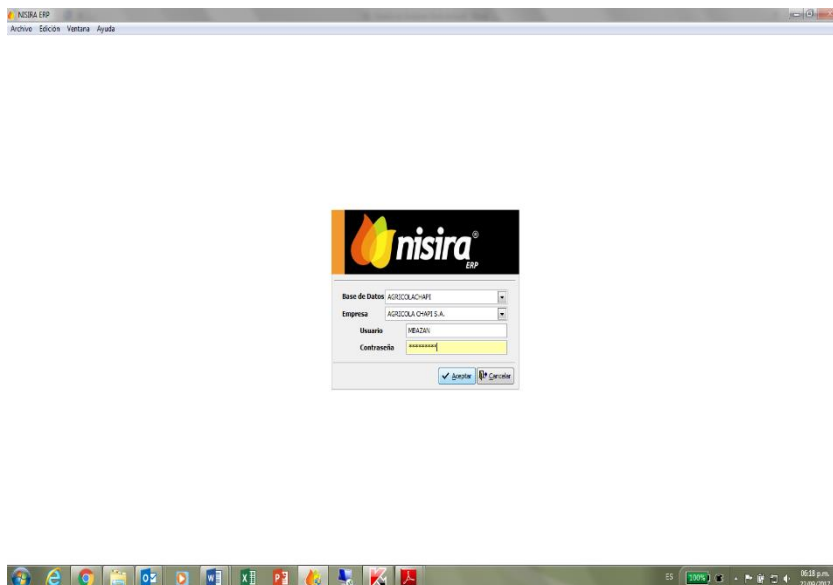 NISIRA ERP
Archivo Edición Ventana Ayuda
nisira®
ERP
Base de Datos AGRICOLACHAPI
Empresa AGRICOLA CHAPI S.A.
Usuario MBAZAN
Contraseña *********
Aceptar Cancelar
ES 100% 06:18 p.m.